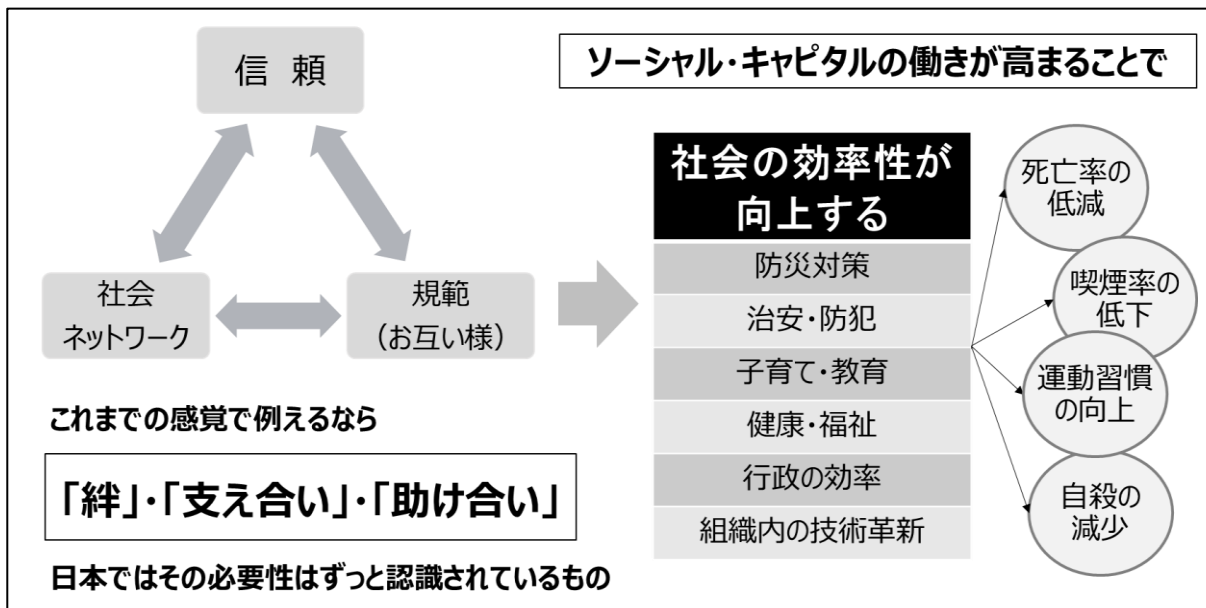 信 頼
社会
ネットワーク
規範
（お互い様）
これまでの感覚で例えるなら
「絆」・「支え合い」・「助け合い」
日本ではその必要性はずっと認識されているもの
ソーシャル・キャピタルの働きが高まることで
社会の効率性が
向上する
防災対策
治安・防犯
子育て・教育
健康・福祉
行政の効率
組織内の技術革新
死亡率の
低減
喫煙率の
低下
運動習慣
の向上
自殺の
減少